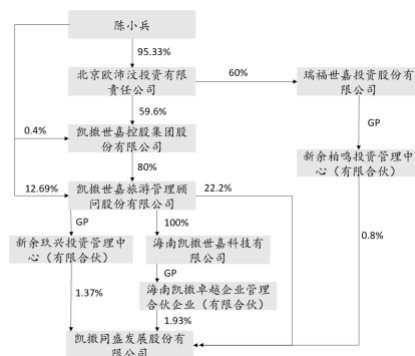 陈小兵
95.33%
北京欧沛汶投资有限
责任公司
60%
瑞福世嘉投资股份有
限公司
59.6%
GP
0.4%
凯撒世嘉控股集团股
份有限公司
新余柏鸣投资管理中
心（有限合伙）
80%
12.69%
凯撒世嘉旅游管理顾
问股份有限公司
22.2%
GP
100%
新余玖兴投资管理中
心（有限合伙）
海南凯撒世嘉科技有
限公司
0.8%
GP
1.37%
海南凯撒卓越企业管理
合伙企业（有限合伙）
1.93%
凯撒同盛发展股份有
限公司